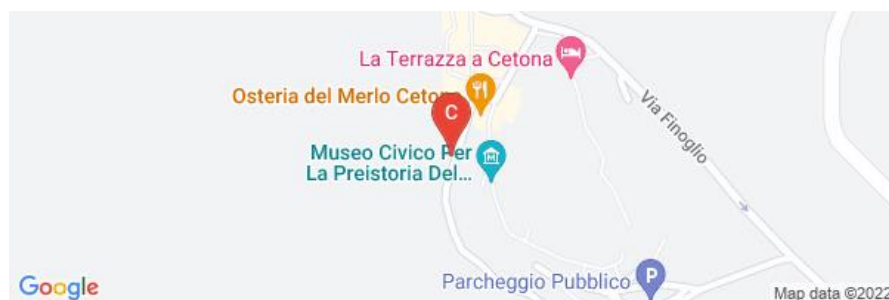 La Terrazza a Cetona
Osteria del Merlo Ceto
C
Museo Civico Per
La Preistoria Del...
Via Finoglio
Parcheggio Pubblico
P
Google
Map data ©2022